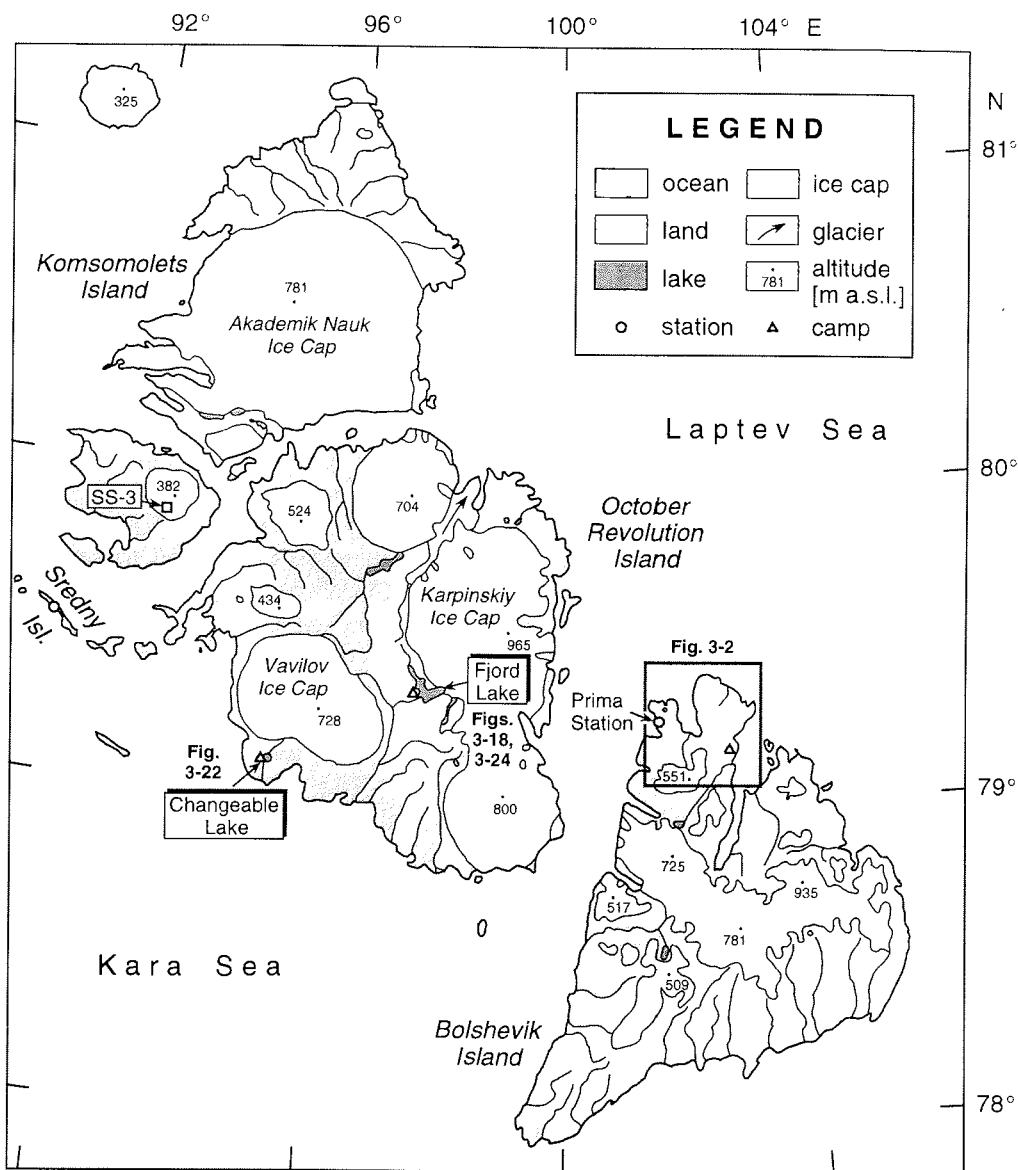 92° 96° 100° 104° E
N
81°
80°
79°
78°
LEGEND
ocean
ice cap
land
glacier
lake
781
altitude
[m a.s.l.]
station
camp
325
Komsomolets
Island
781
Akademik Nauk
Ice Cap
Laptev Sea
382
SS-3
524
704
October
Revolution
Island
Sredny
Isl.
434
Karpinskiy
Ice Cap
965
Vavilov
Ice Cap
728
Fjord
Lake
Figs.
3-18,
3-24
Fig.
3-22
Changeable
Lake
800
Fig. 3-2
Prima
Station
551
725
935
517
781
509
Kara Sea
Bolshevik
Island